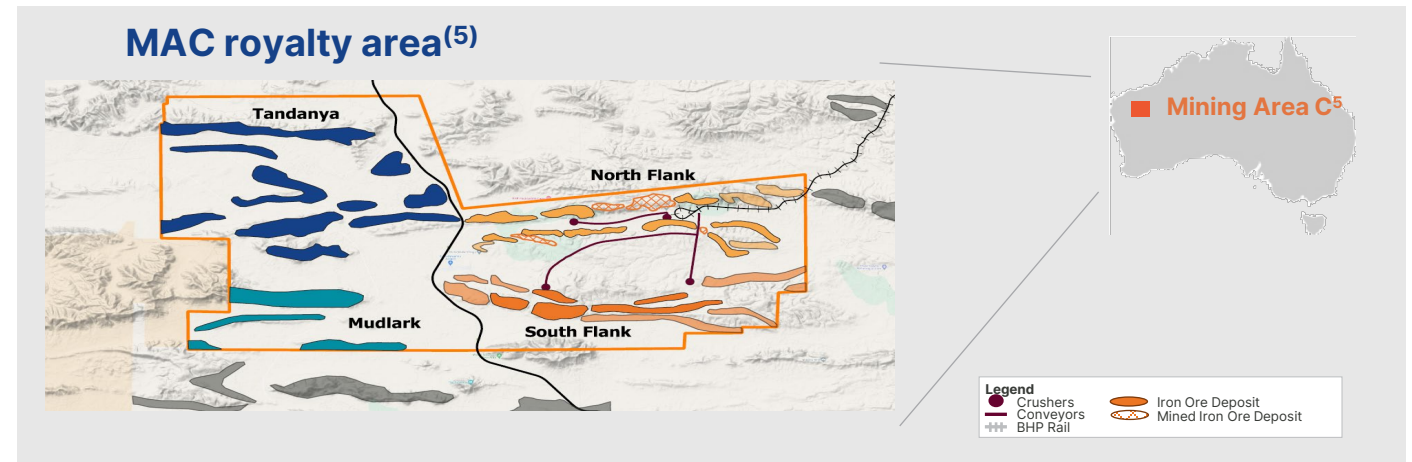 MAC royalty area(5)
Mining Area C5
Tandanya
North Flank
Mudlark
South Flank
Legend
Crushers
Conveyors
BHP Rail
Iron Ore Deposit
Mined Iron Ore Deposit